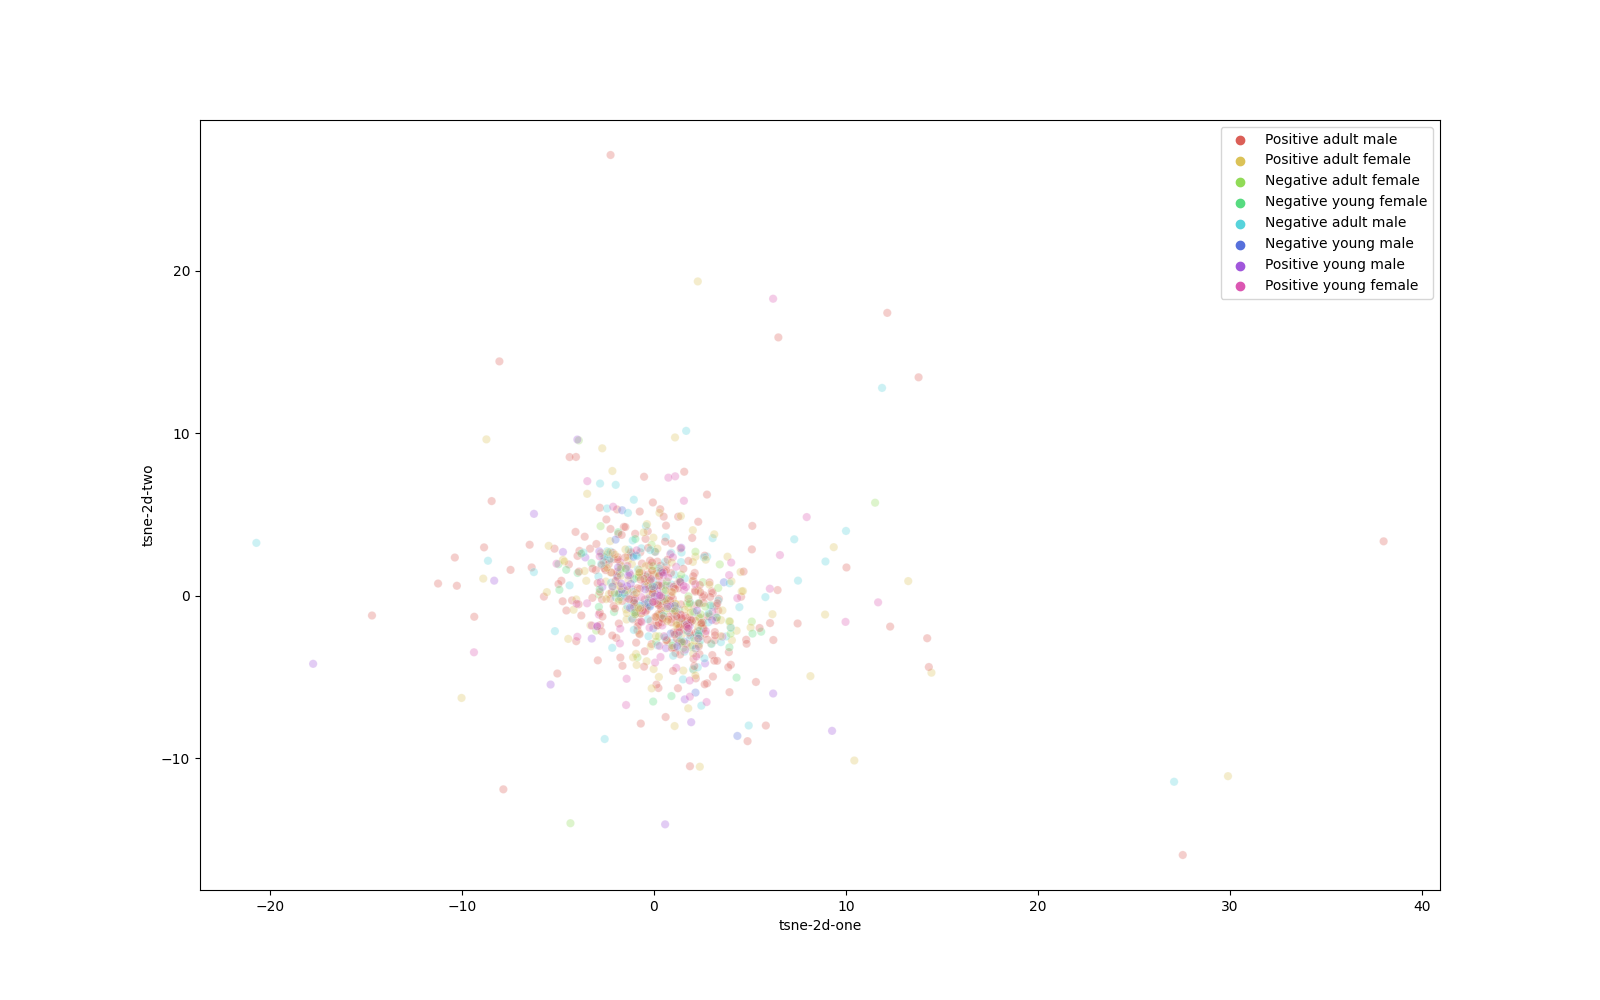 Positive adult male
Positive adult female
Negative adult female
Negative young female
Negative adult male
Negative young male
Positive young male
Positive young female
20
10
0
−10
tsne-2d-two
−20 −10 0 10 20 30 40
tsne-2d-one